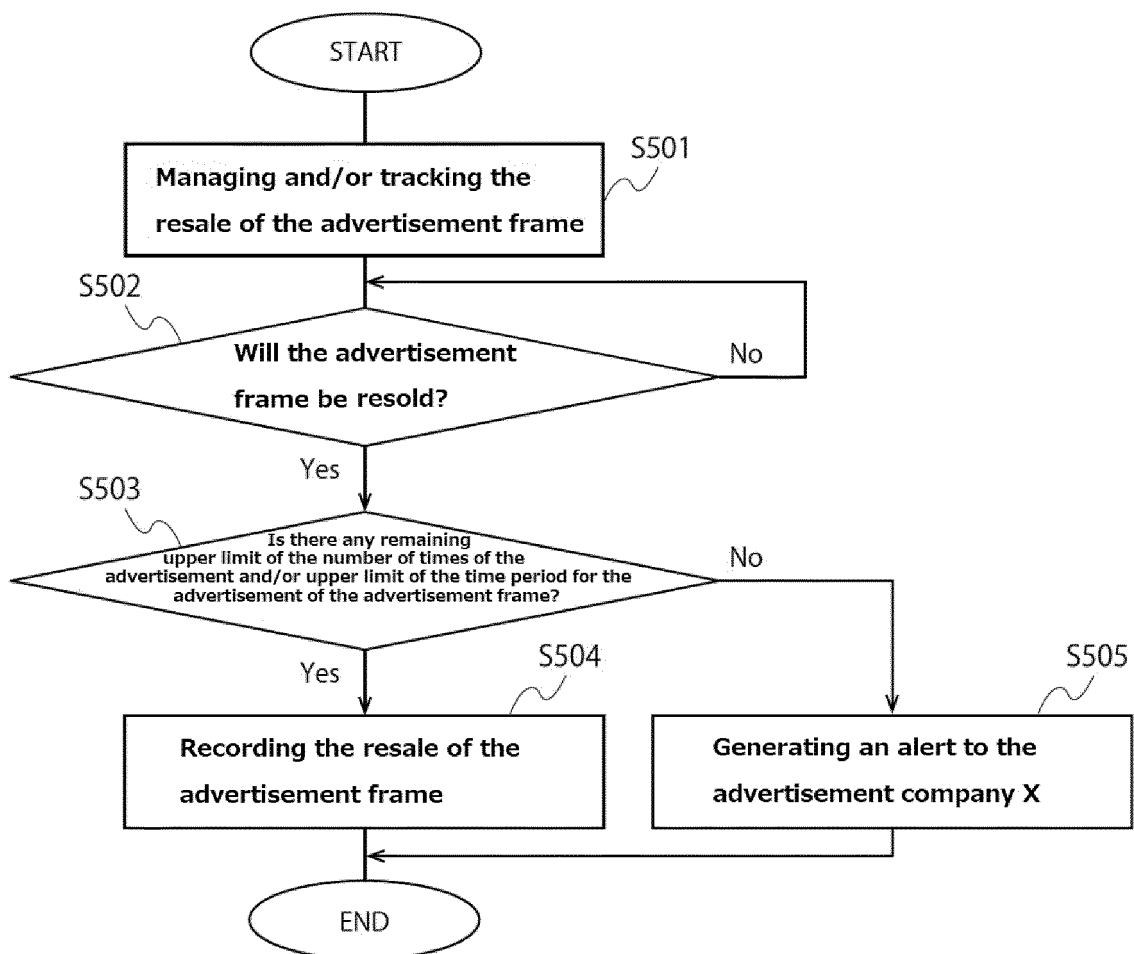 START
S501
Managing and/or tracking the
resale of the advertisement frame
S502
Will the advertisement
frame be resold?
No
Yes
S503
Is there any remaining
upper limit of the number of times of the
advertisement and/or upper limit of the time period for the
advertisement of the advertisement frame?
No
Yes
S504
Recording the resale of the
advertisement frame
S505
Generating an alert to the
advertisement company X
END